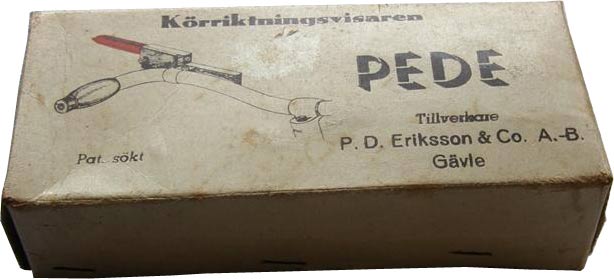 Körriktningsvisaren
PEDE
Tillverkare
P. D. Eriksson & Co. A.-B.
Gävle
Pat. sökt